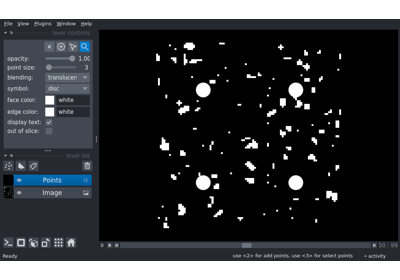 File View Plugins Window Help
layer controls
opacity: 1.00
point size: 3
blending: translucen
symbol: disc
face color: white
edge color: white
display text:
out of slice:
layer list
Points
Image
0 50 99
Ready use <2> for add points, use <3> for select points activity